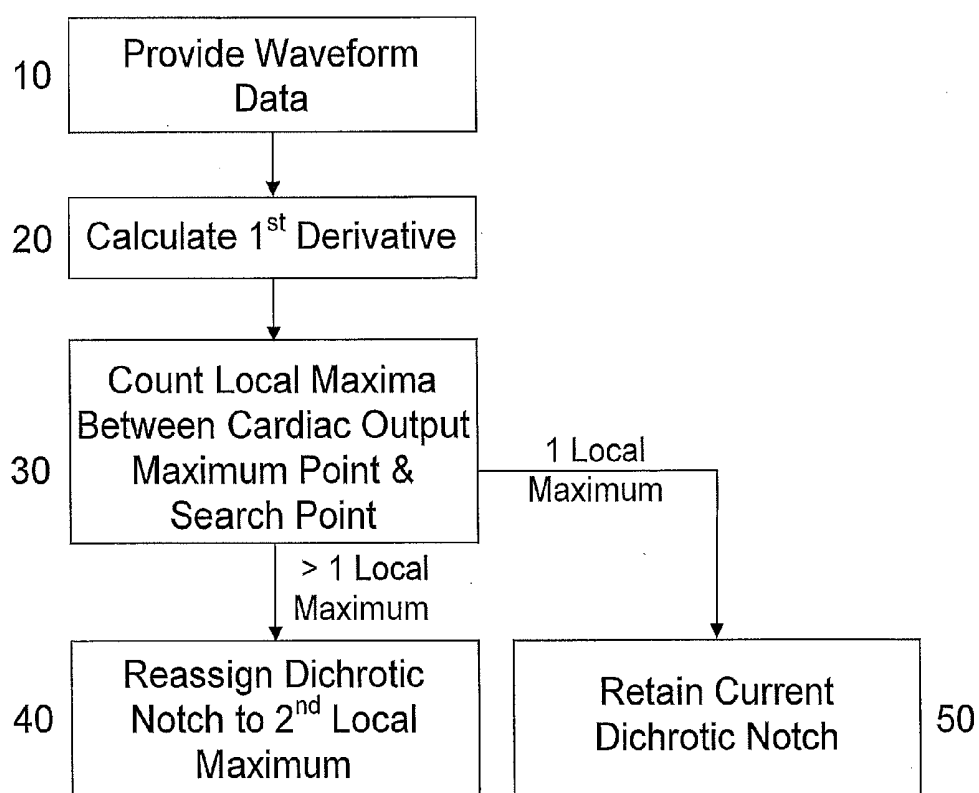 10
Provide Waveform
Data
20
Calculate 1st Derivative
30
Count Local Maxima
Between Cardiac Output
Maximum Point &
Search Point
1 Local
Maximum
> 1 Local
Maximum
40
Reassign Dichrotic
Notch to 2nd Local
Maximum
Retain Current
Dichrotic Notch
50